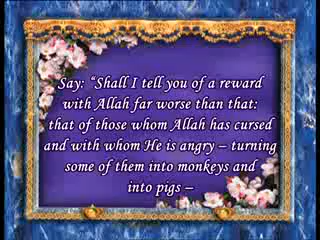 Say: “Shall I tell you of a reward
with Allah far worse than that:
that of those whom Allah has cursed
and with whom He is angry – turning
some of them into monkeys and
into pigs –